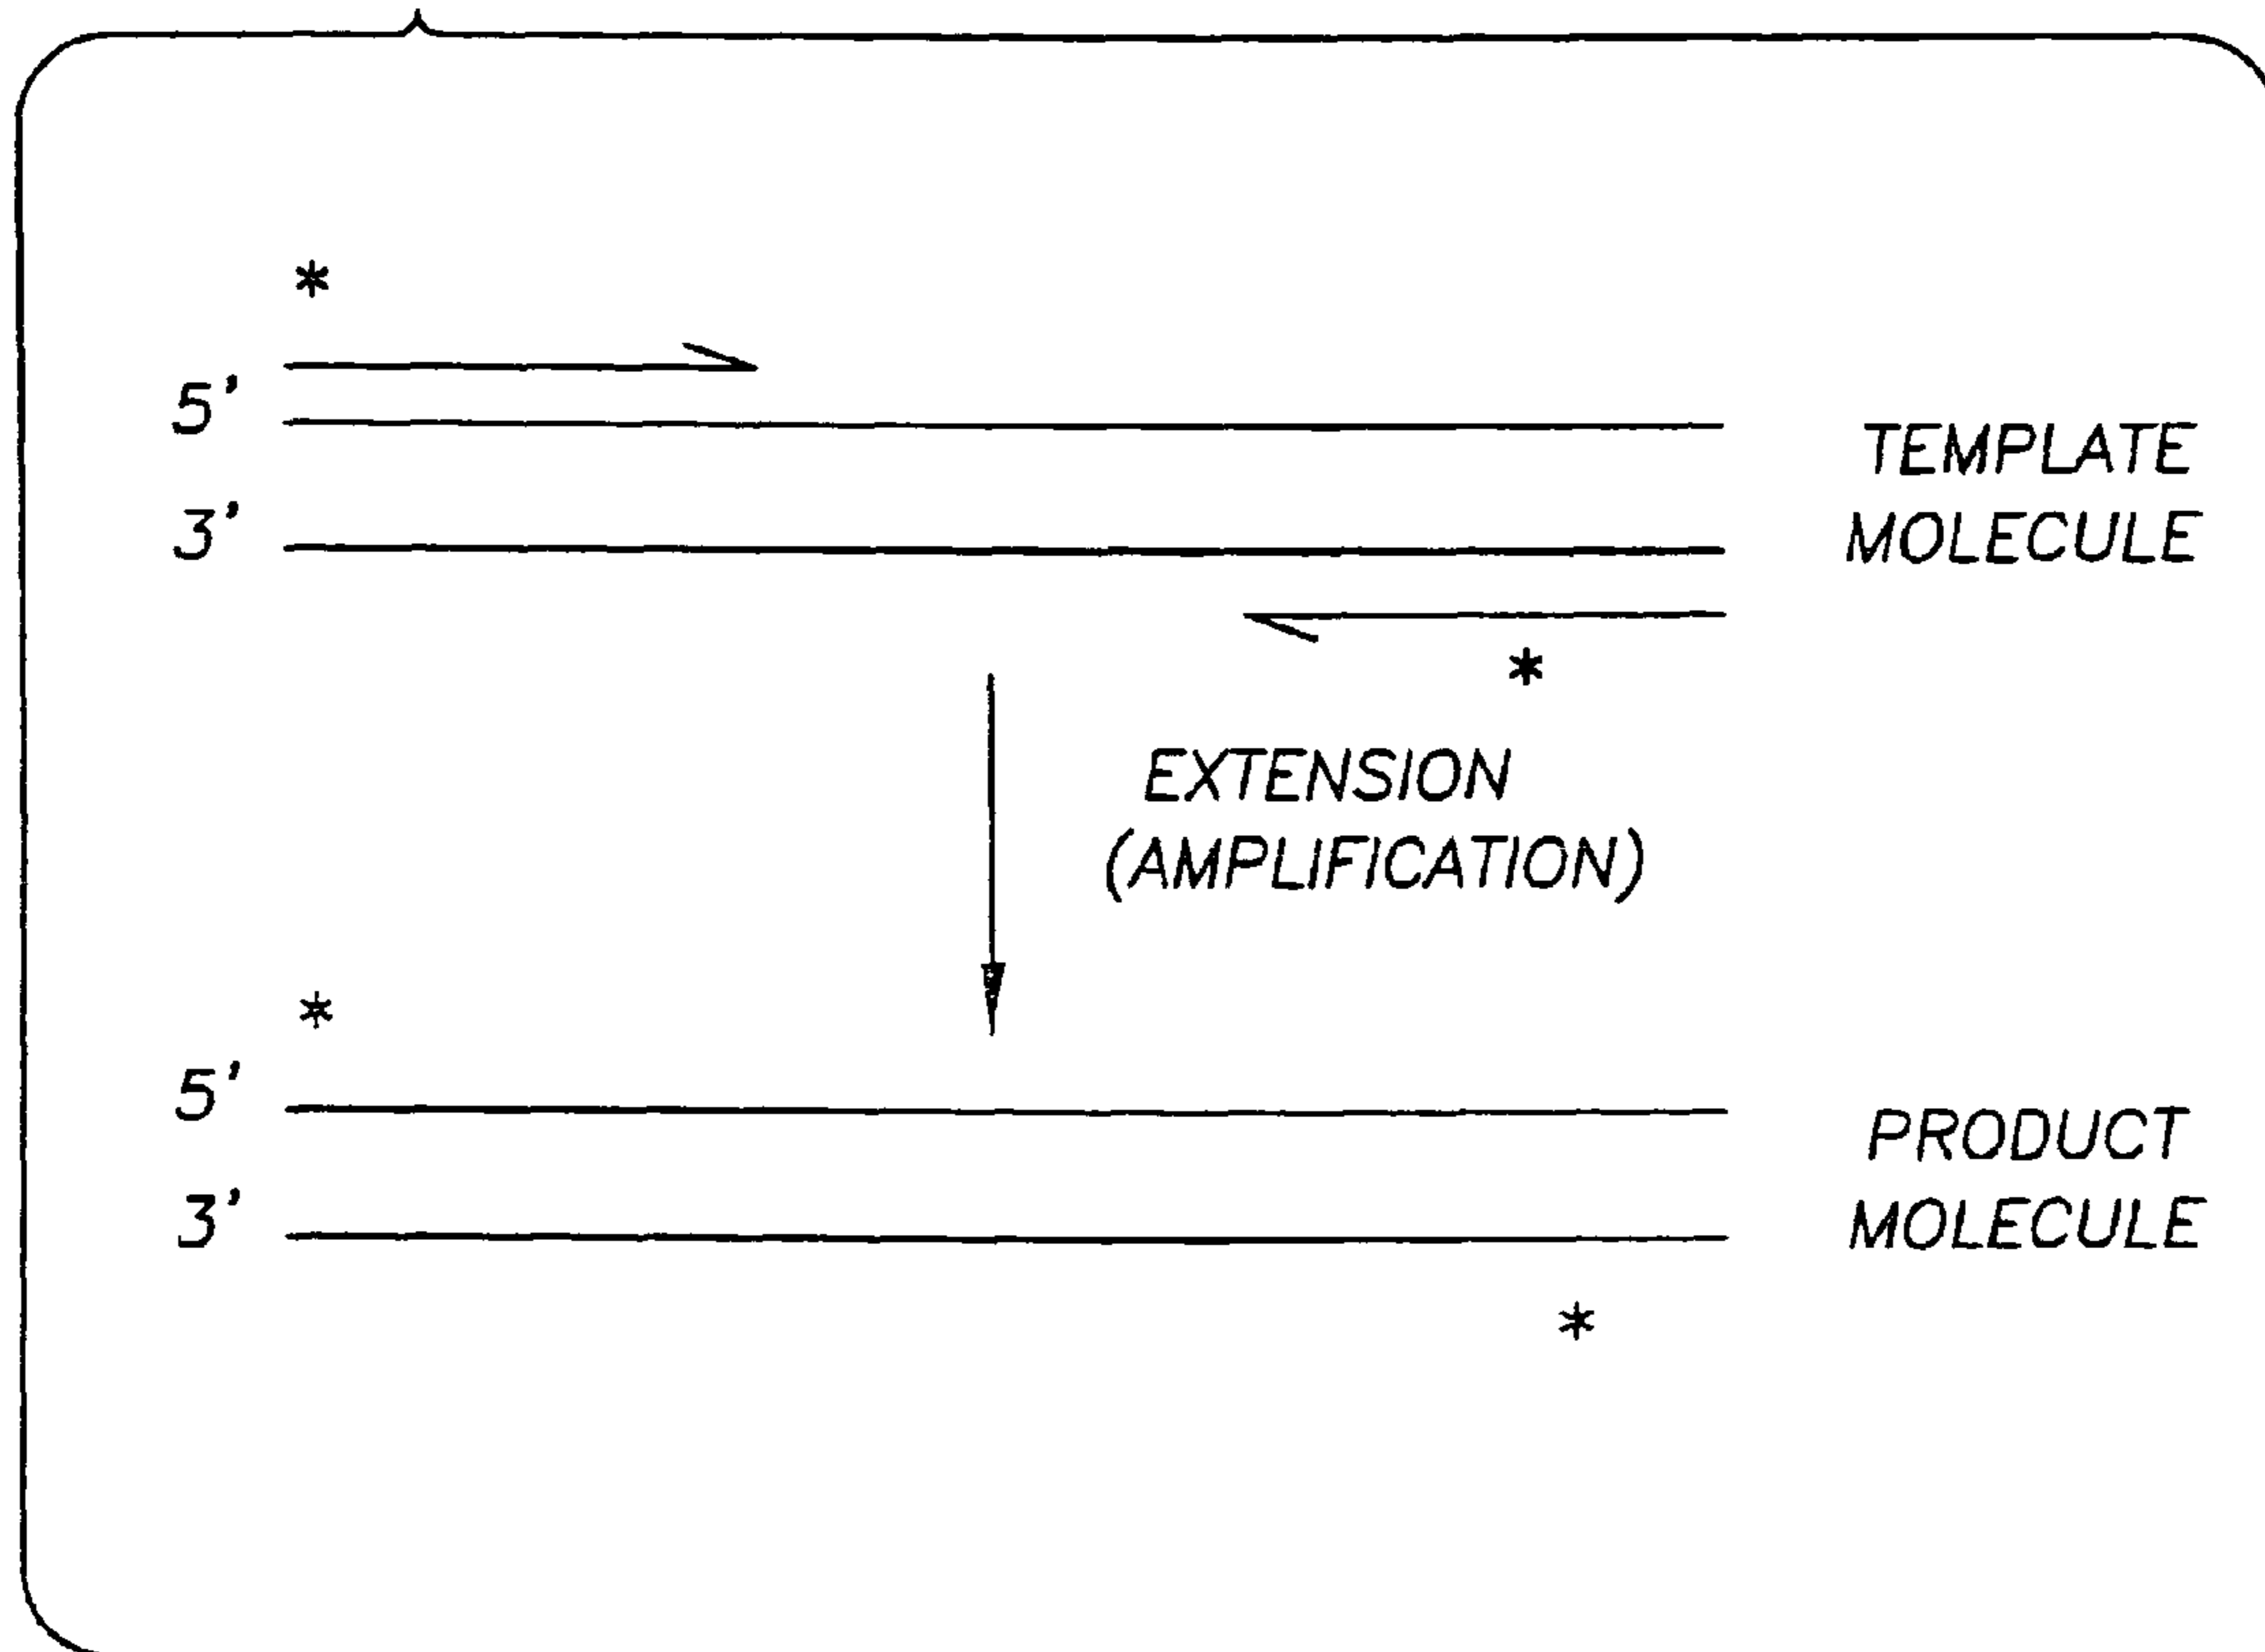 *
5'
TEMPLATE
3'
MOLECULE
*
EXTENSION
(AMPLIFICATION)
*
5'
PRODUCT
3'
MOLECULE
*